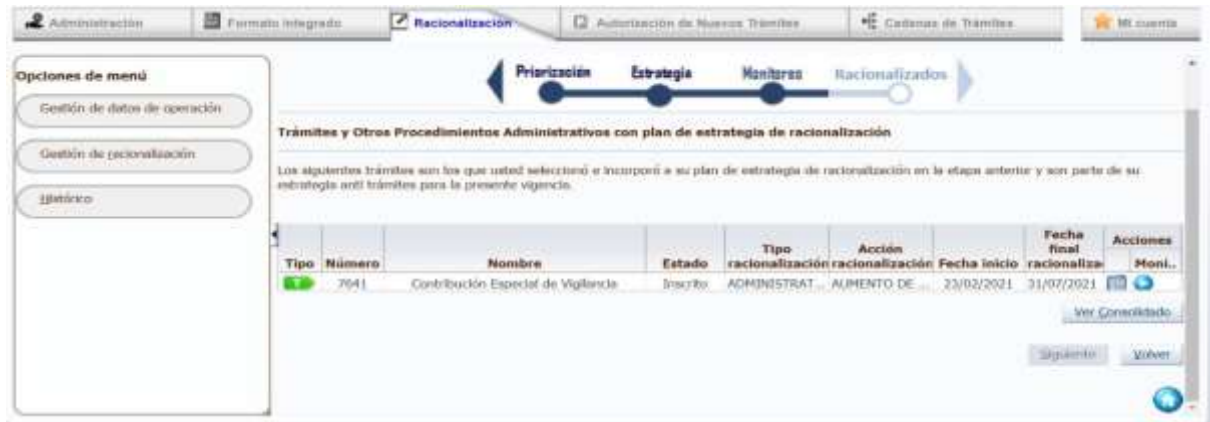 Administración
Formato Integrado
Racionalización
Autorización de Nuevos Trámites
Cadenas de Trámites
Mi cuenta
Opciones de menú
Gestión de datos de operación
Gestión de racionalización
Histórico
Priorización Estrategia Monitoreo Racionalizados
Trámites y Otros Procedimientos Administrativos con plan de estrategia de racionalización
Los siguientes trámites son los que usted seleccionó e incorporó a su plan de estrategia de racionalización en la etapa anterior y son parte de su
estrategia anti trámites para la presente vigencia.
Tipo Número Nombre Estado Tipo racionalización Acción racionalización Fecha inicio Fecha final racionaliza Acciones Moni...
7641 Contribución Especial de Vigilancia Inscrito ADMINISTRAT... AUMENTO DE ... 23/02/2021 31/07/2021
Ver Consolidado
Siguiente Volver